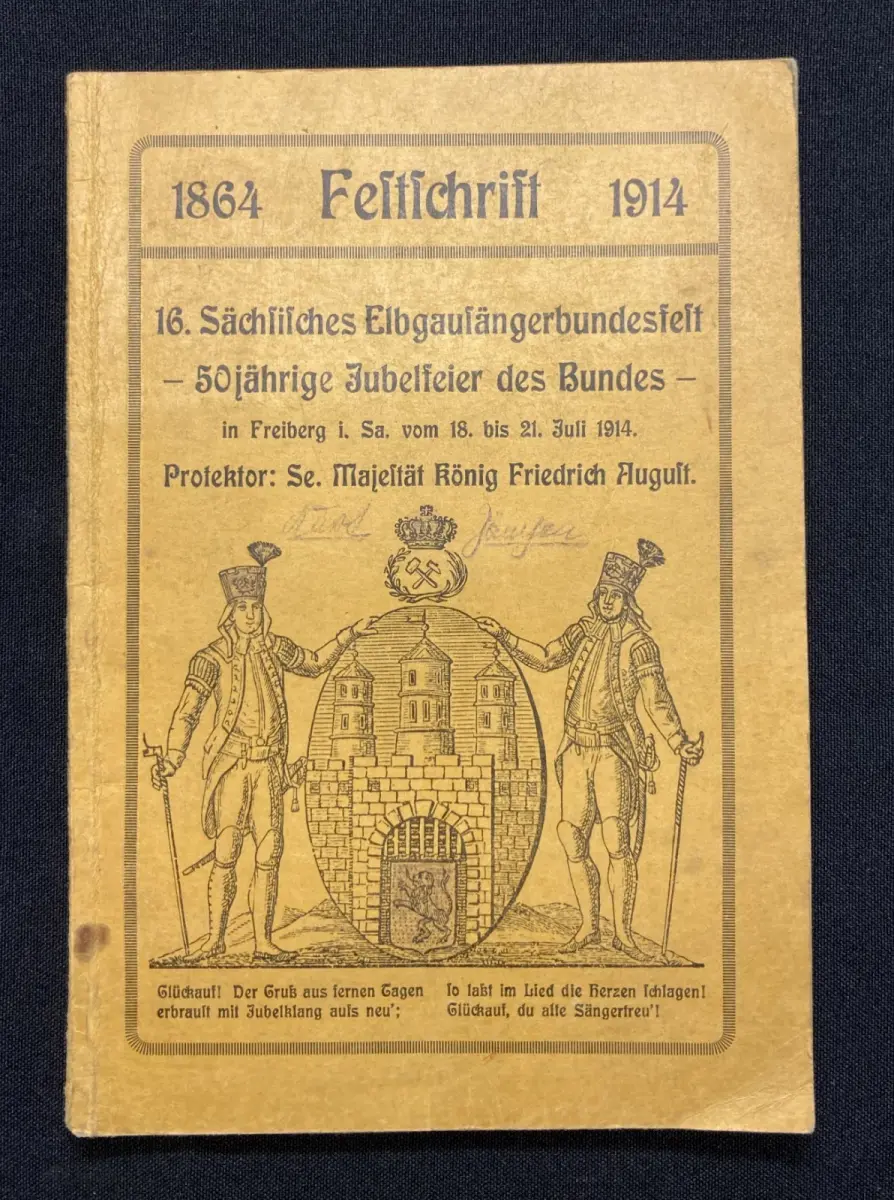 1864 Feſtſchrift 1914
16. Sächſiſches Elbgauſängerbundesfeſt
– 50jährige Jubelfeier des Bundes –
in Freiberg i. Sa. vom 18. bis 21. Juli 1914.
Protektor: Se. Majeſtät König Friedrich Auguſt.
Glückauf! Der Gruß aus fernen Tagen
erbrauſt mit Jubelklang aufs neu';
ſo laßt im Lied die Herzen ſchlagen!
Glückauf, du alte Sängertreu'!